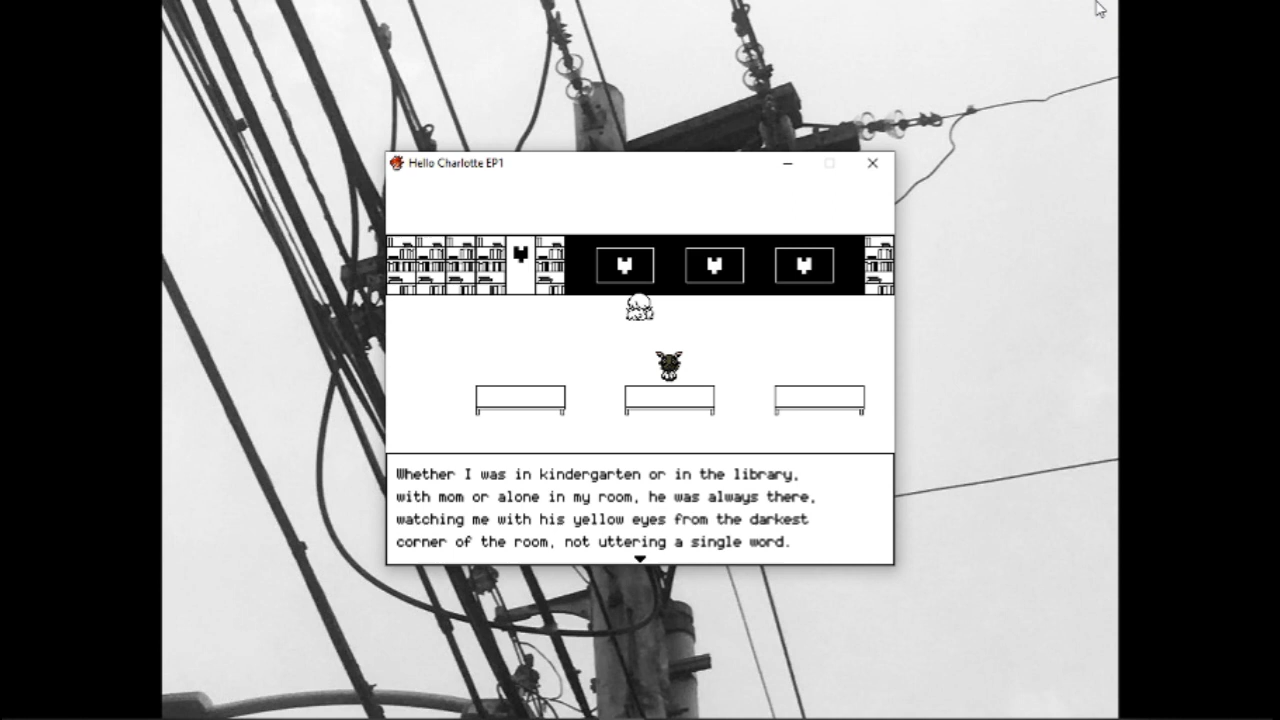 Hello Charlotte EP1
Whether I was in kindergarten or in the library,
with mom or alone in my room, he was always there,
watching me with his yellow eyes from the darkest
corner of the room, not uttering a single word.